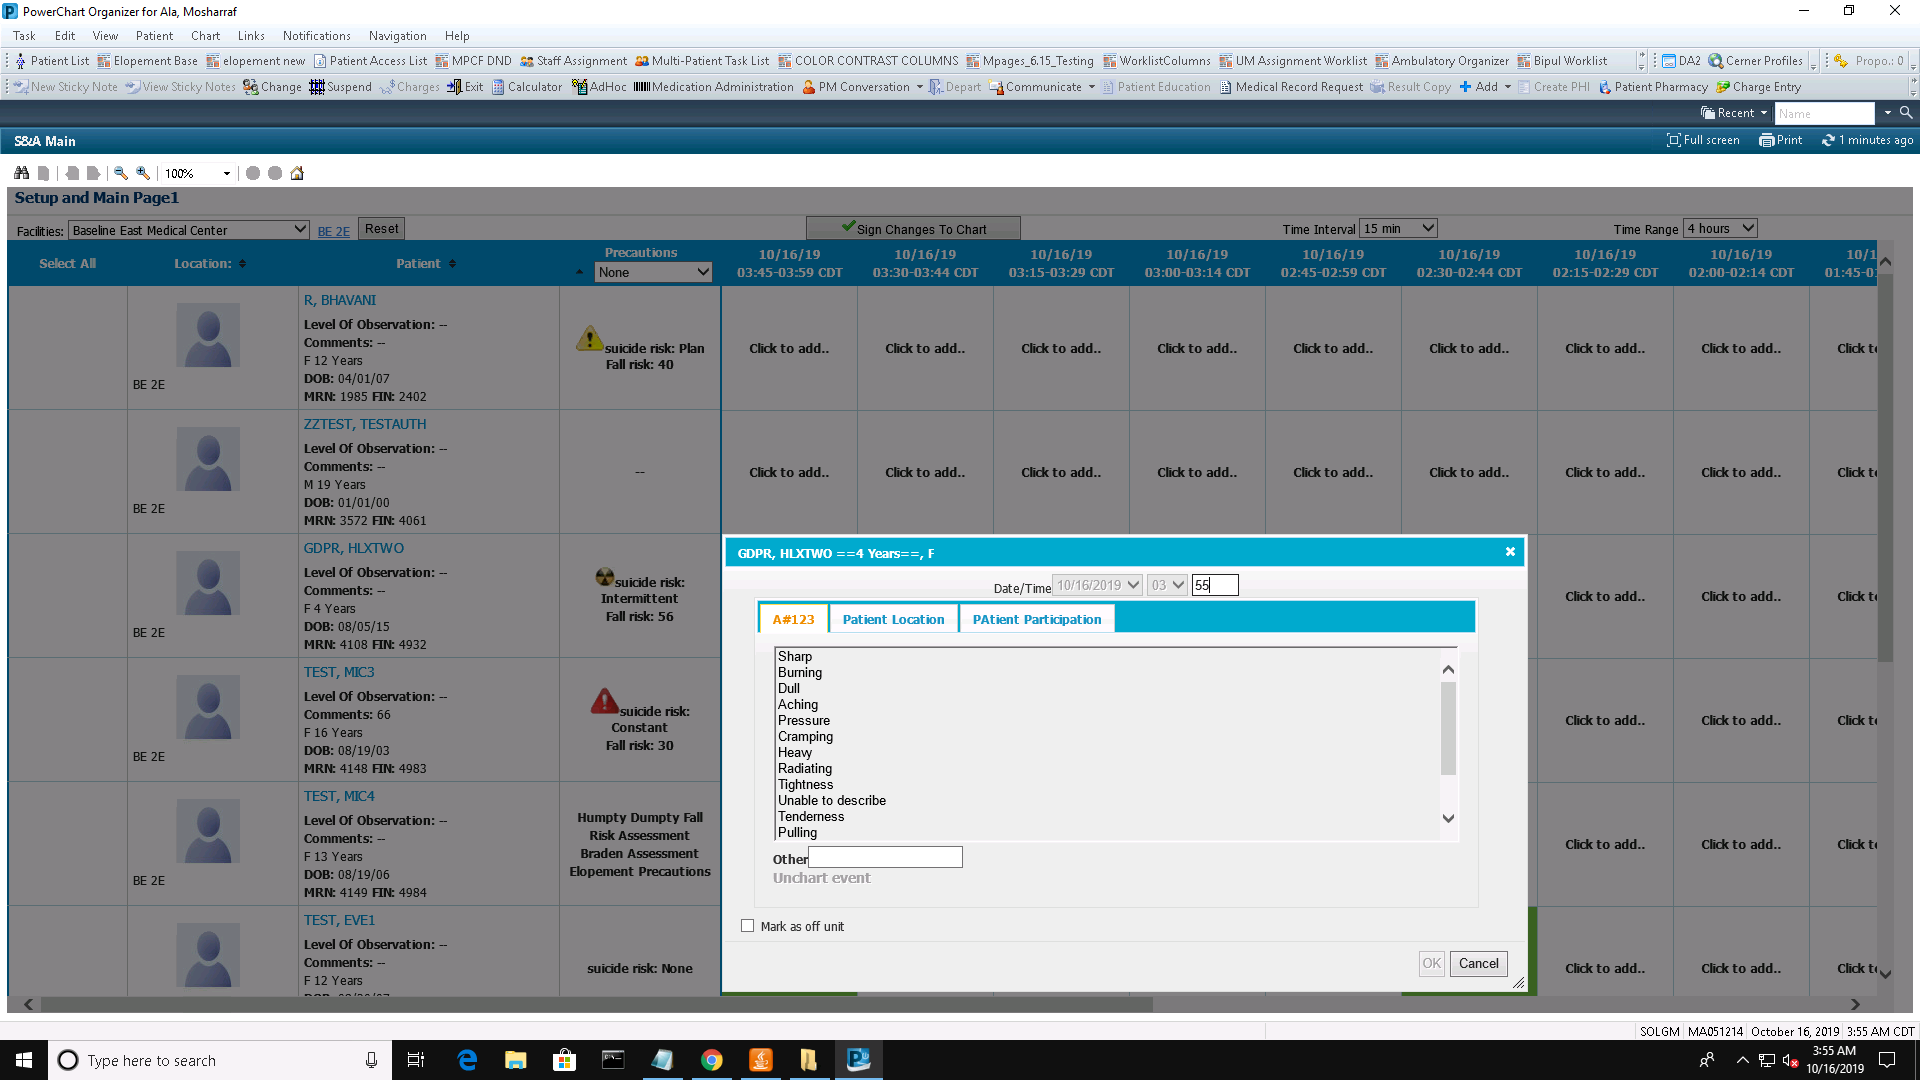 PowerChart Organizer for Ala, Mosharraf
Task Edit View Patient Chart Links Notifications Navigation Help
Patient List Elopement Base elopement new Patient Access List MPCF DND Staff Assignment Multi-Patient Task List COLOR CONTRAST COLUMNS Mpages_6.15_Testing WorklistColumns UM Assignment Worklist Ambulatory Organizer Bipul Worklist DA2 Cerner Profiles Propo.: 0
New Sticky Note View Sticky Notes Change Suspend Charges Exit Calculator AdHoc Medication Administration PM Conversation Depart Communicate Patient Education Medical Record Request Result Copy Add Create PHI Patient Pharmacy Charge Entry
Recent Name
S&A Main Full screen Print 1 minutes ago
100%
Setup and Main Page1
Facilities: Baseline East Medical Center BE 2E Reset Sign Changes To Chart Time Interval 15 min Time Range 4 hours
Select All Location: Patient Precautions None
10/16/19 10/16/19 10/16/19 10/16/19 10/16/19 10/16/19 10/16/19 10/16/19 10/1
03:45-03:59 CDT 03:30-03:44 CDT 03:15-03:29 CDT 03:00-03:14 CDT 02:45-02:59 CDT 02:30-02:44 CDT 02:15-02:29 CDT 02:00-02:14 CDT 01:45-0
R, BHAVANI
Level Of Observation: --
Comments: --
F 12 Years
DOB: 04/01/07
MRN: 1985 FIN: 2402
BE 2E
suicide risk: Plan
Fall risk: 40
Click to add.. Click to add.. Click to add.. Click to add.. Click to add.. Click to add.. Click to add.. Click to add.. Click t
ZZTEST, TESTAUTH
Level Of Observation: --
Comments: --
M 19 Years
DOB: 01/01/00
MRN: 3572 FIN: 4061
BE 2E
--
Click to add.. Click to add.. Click to add.. Click to add.. Click to add.. Click to add.. Click to add.. Click to add.. Click t
GDPR, HLXTWO
Level Of Observation: --
Comments: --
F 4 Years
DOB: 08/05/15
MRN: 4108 FIN: 4932
BE 2E
suicide risk:
Intermittent
Fall risk: 56
Click to add.. Click to add.. Click t
TEST, MIC3
Level Of Observation: --
Comments: 66
F 16 Years
DOB: 08/19/03
MRN: 4148 FIN: 4983
BE 2E
suicide risk:
Constant
Fall risk: 30
Click to add.. Click to add.. Click t
TEST, MIC4
Level Of Observation: --
Comments: --
F 13 Years
DOB: 08/19/06
MRN: 4149 FIN: 4984
BE 2E
Humpty Dumpty Fall
Risk Assessment
Braden Assessment
Elopement Precautions
Click to add.. Click to add.. Click t
TEST, EVE1
Level Of Observation: --
Comments: --
F 12 Years
suicide risk: None
Click to add.. Click to add.. Click t
GDPR, HLXTWO ==4 Years==, F
Date/Time 10/16/2019 03 55
A#123 Patient Location PAtient Participation
Sharp
Burning
Dull
Aching
Pressure
Cramping
Heavy
Radiating
Tightness
Unable to describe
Tenderness
Pulling
Other
Unchart event
Mark as off unit
OK Cancel
SOLGM MA051214 October 16, 2019 3:55 AM CDT
Type here to search
3:55 AM
10/16/2019